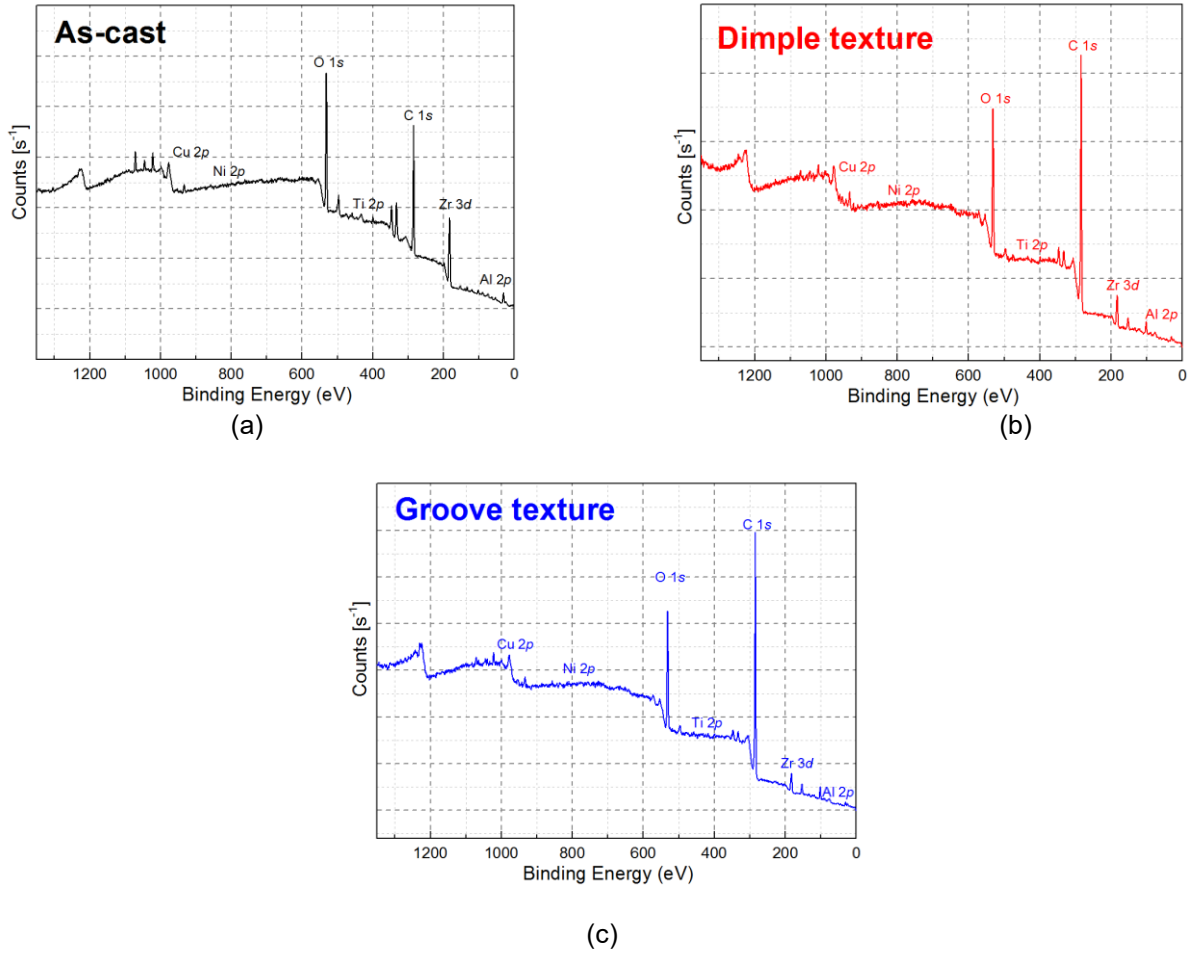 As-cast
O 1s
C 1s
Cu 2p
Ni 2p
Ti 2p
Zr 3d
Al 2p
Counts [s⁻¹]
1200 1000 800 600 400 200 0
Binding Energy (eV)
(a)
Dimple texture
C 1s
O 1s
Cu 2p
Ni 2p
Ti 2p
Zr 3d
Al 2p
Counts [s⁻¹]
1200 1000 800 600 400 200 0
Binding Energy (eV)
(b)
Groove texture
C 1s
O 1s
Cu 2p
Ni 2p
Ti 2p
Zr 3d
Al 2p
Counts [s⁻¹]
1200 1000 800 600 400 200 0
Binding Energy (eV)
(c)